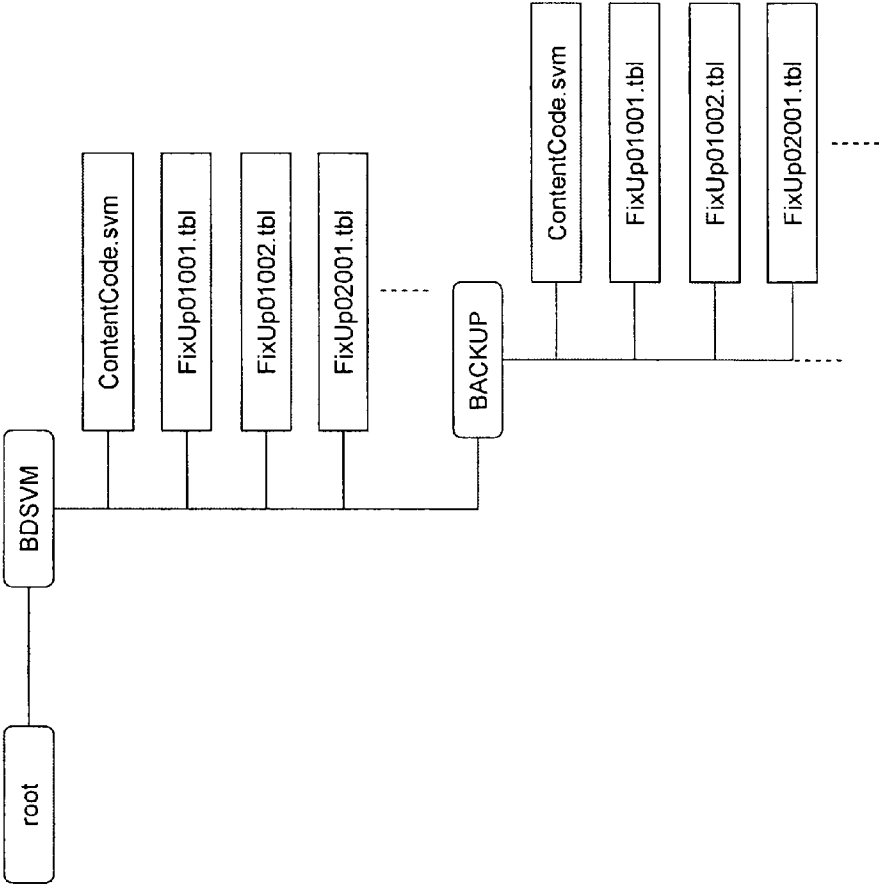 root
BDSVM
ContentCode.svm
FixUp01001.tbl
FixUp01002.tbl
FixUp02001.tbl
BACKUP
ContentCode.svm
FixUp01001.tbl
FixUp01002.tbl
FixUp02001.tbl